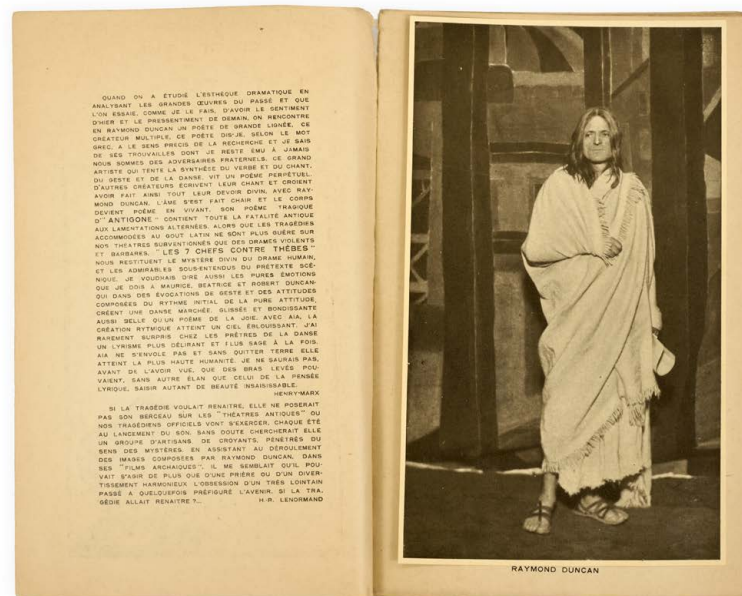 QUAND ON A ÉTUDIÉ L'ESTHÉQUE DRAMATIQUE EN
ANALYSANT LES GRANDES ŒUVRES DU PASSÉ ET QUE
L'ON ESSAIE, COMME JE LE FAIS, D'AVOIR LE SENTIMENT
D'HIER ET LE PRESSENTIMENT DE DEMAIN, ON RENCONTRE
EN RAYMOND DUNCAN UN POÈTE DE GRANDE LIGNÉE, CE
CRÉATEUR MULTIPLE, CE POÈTE DIS-JE, SELON LE MOT
GREC, A LE SENS PRÉCIS DE LA RECHERCHE ET JE SAIS
DE SES TROUVAILLES DONT JE RESTE ÉMU À JAMAIS
NOUS SOMMES DES ADVERSAIRES FRATERNELS. CE GRAND
ARTISTE QUI TENTE LA SYNTHÈSE DU VERBE ET DU CHANT,
DU GESTE ET DE LA DANSE, VIT UN POÈME PERPÉTUEL.
D'AUTRES CRÉATEURS ÉCRIVENT LEUR CHANT ET CROIENT
AVOIR FAIT AINSI TOUT LEUR DEVOIR DIVIN, AVEC RAY-
MOND DUNCAN, L'ÂME S'EST FAIT CHAIR ET LE CORPS
DEVIENT POÈME EN VIVANT. SON POÈME TRAGIQUE
D'"ANTIGONE" CONTIENT TOUTE LA FATALITÉ ANTIQUE
AUX LAMENTATIONS ALTERNÉES, ALORS QUE LES TRAGÉDIES
ACCOMMODÉES AU GOUT LATIN NE SONT PLUS GUÈRE SUR
NOS THÉATRES SUBVENTIONNÉS QUE DES DRAMES VIOLENTS
ET BARBARES, "LES 7 CHEFS CONTRE THÈBES"
NOUS RESTITUENT LE MYSTÈRE DIVIN DU DRAME HUMAIN,
ET LES ADMIRABLES SOUS-ENTENDUS DU PRÉTEXTE SCÉ-
NIQUE. JE VOUDRAIS DIRE AUSSI LES PURES ÉMOTIONS
QUE JE DOIS À MAURICE, BEATRICE ET ROBERT DUNCAN-
QUI DANS DES ÉVOCATIONS DE GESTE ET DES ATTITUDES
COMPOSÉES DU RYTHME INITIAL DE LA PURE ATTITUDE,
CRÉENT UNE DANSE MARCHÉE, GLISSÉE ET BONDISSANTE
AUSSI BELLE QU'UN POÈME DE LA JOIE. AVEC AIA, LA
CRÉATION RYTMIQUE ATTEINT UN CIEL ÉBLOUISSANT. J'AI
RAREMENT SURPRIS CHEZ LES PRÊTRES DE LA DANSE
UN LYRISME PLUS DÉLIRANT ET PLUS SAGE À LA FOIS.
AIA NE S'ENVOLE PAS ET SANS QUITTER TERRE ELLE
ATTEINT LA PLUS HAUTE HUMANITÉ. JE NE SAURAIS PAS,
AVANT DE L'AVOIR VUE, QUE DES BRAS LEVÉS POU-
VAIENT, SANS AUTRE ÉLAN QUE CELUI DE LA PENSÉE
LYRIQUE, SAISIR AUTANT DE BEAUTÉ INSAISISSABLE.
HENRY-MARX
SI LA TRAGÉDIE VOULAIT RENAITRE, ELLE NE POSERAIT
PAS SON BERCEAU SUR LES "THÉATRES ANTIQUES" OU
NOS TRAGÉDIENS OFFICIELS VONT S'EXERCER, CHAQUE ÉTÉ
AU LANCEMENT DU SON. SANS DOUTE CHERCHERAIT ELLE
UN GROUPE D'ARTISANS DE CROYANTS, PÉNÉTRÉS DU
SENS DES MYSTÈRES. EN ASSISTANT AU DÉROULEMENT
DES IMAGES COMPOSÉES PAR RAYMOND DUNCAN, DANS
SES "FILMS ARCHAIQUES", IL ME SEMBLAIT QU'IL POU-
VAIT S'AGIR DE PLUS QUE D'UNE PRIÈRE OU D'UN DIVER-
TISSEMENT HARMONIEUX L'OBSESSION D'UN TRÈS LOINTAIN
PASSÉ A QUELQUEFOIS PRÉFIGURÉ L'AVENIR. SI LA TRA,
GÉDIE ALLAIT RENAITRE ?... H.-R. LENORMAND
RAYMOND DUNCAN